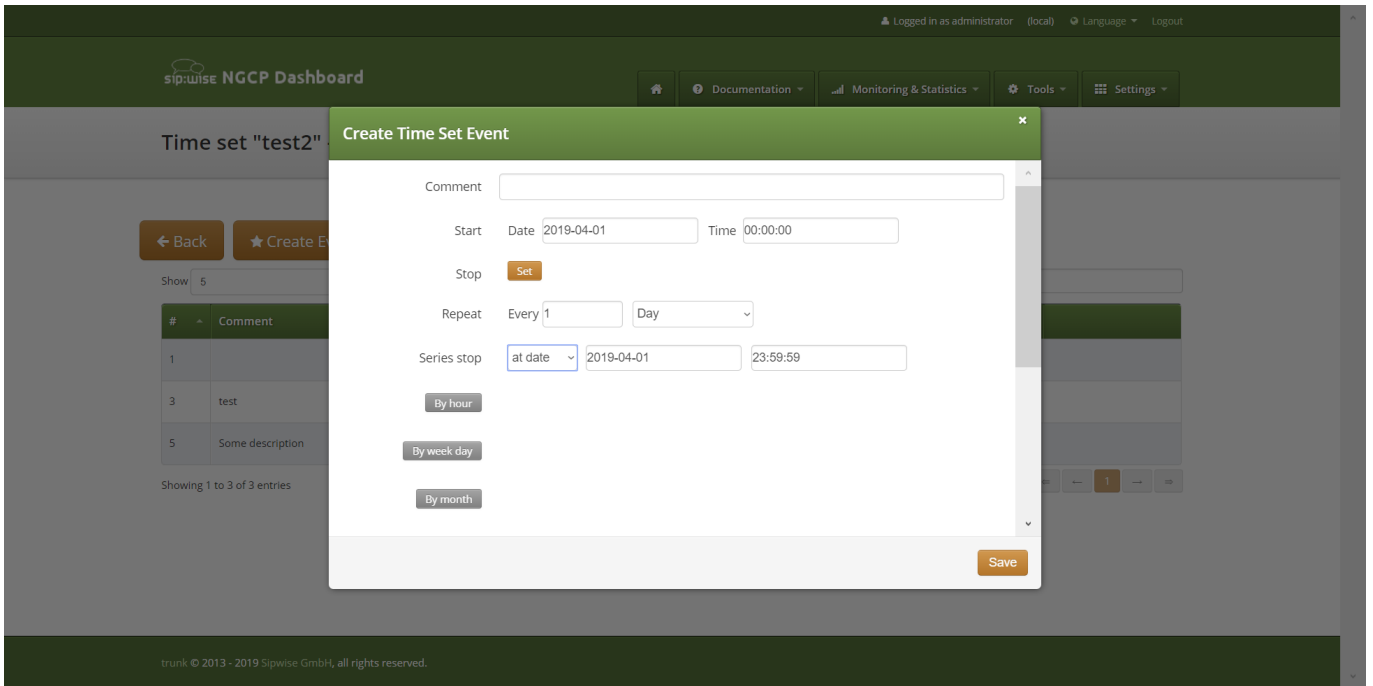 Logged in as administrator (local) Language Logout
sip:wise NGCP Dashboard
Documentation Monitoring & Statistics Tools Settings
Create Time Set Event ×
Time set "test2" -
Comment
Start Date 2019-04-01 Time 00:00:00
Back Create Ev
Stop Set
Show 5
Repeat Every 1 Day
# Comment
Series stop at date 2019-04-01 23:59:59
1
3 test
By hour
5 Some description
By week day
Showing 1 to 3 of 3 entries
← 1 →
By month
Save
trunk © 2013 - 2019 Sipwise GmbH, all rights reserved.